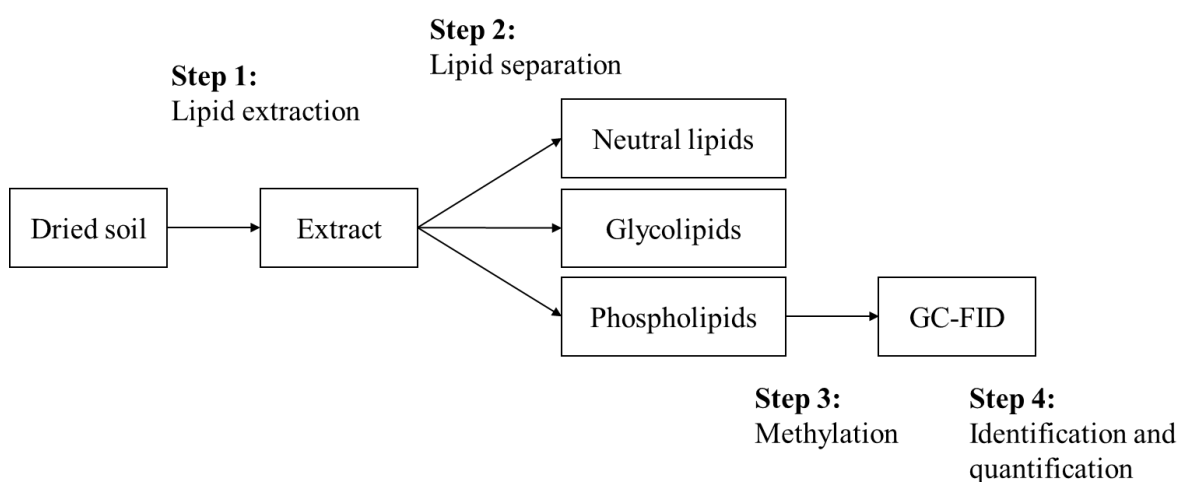 Step 1:
Lipid extraction
Step 2:
Lipid separation
Dried soil
Extract
Neutral lipids
Glycolipids
Phospholipids
GC-FID
Step 3:
Methylation
Step 4:
Identification and
quantification